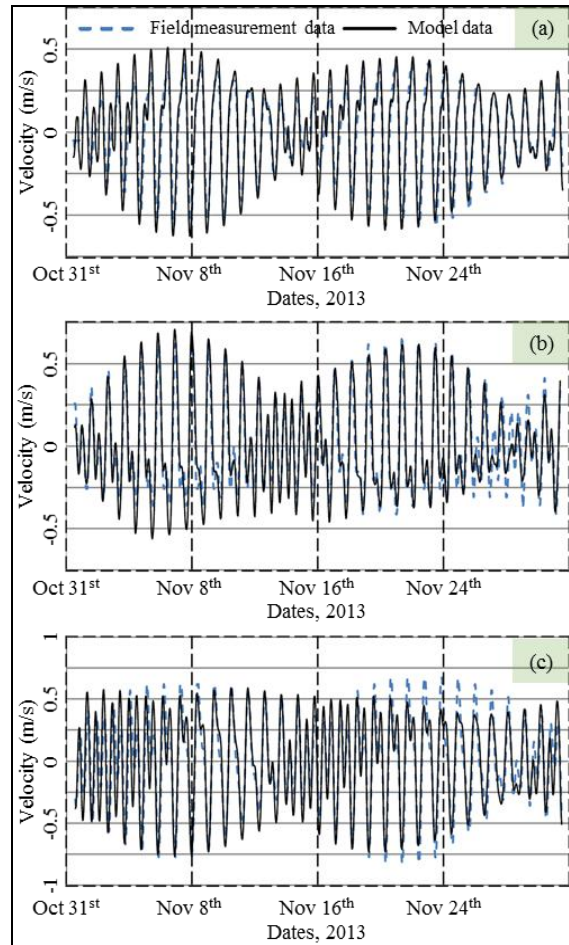 Field measurement data Model data
(a)
0.5
0
-0.5
Velocity (m/s)
Oct 31st Nov 8th Nov 16th Nov 24th
Dates, 2013
(b)
0.5
0
-0.5
Velocity (m/s)
Oct 31st Nov 8th Nov 16th Nov 24th
Dates, 2013
(c)
1
0.5
0
-0.5
-1
Velocity (m/s)
Oct 31st Nov 8th Nov 16th Nov 24th
Dates, 2013